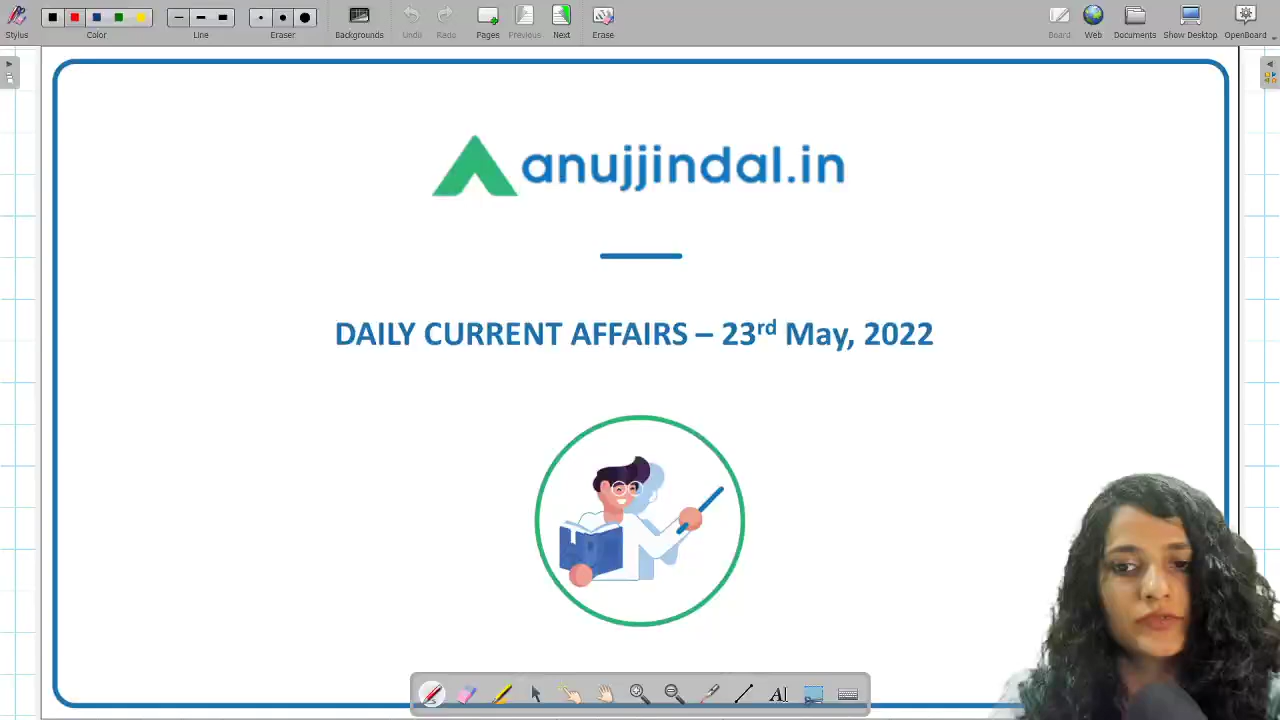 Stylus Color Line Eraser Backgrounds Undo Redo Pages Previous Next Erase Board Web Documents Show Desktop OpenBoard
anujjindal.in
DAILY CURRENT AFFAIRS – 23rd May, 2022
AI